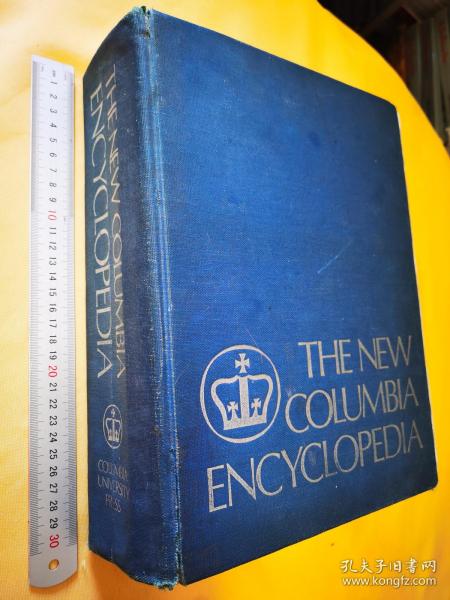 THE NEW COLUMBIA
ENCYCLOPEDIA
COLUMBIA
UNIVERSITY
PRESS
THE NEW
COLUMBIA
ENCYCLOPEDIA
cm 1
2
3
4
5
6
7
8
9
10
11
12
13
14
15
16
17
18
19
20
21
22
23
24
25
26
27
28
29
30
孔夫子旧书网
www.kongfz.com